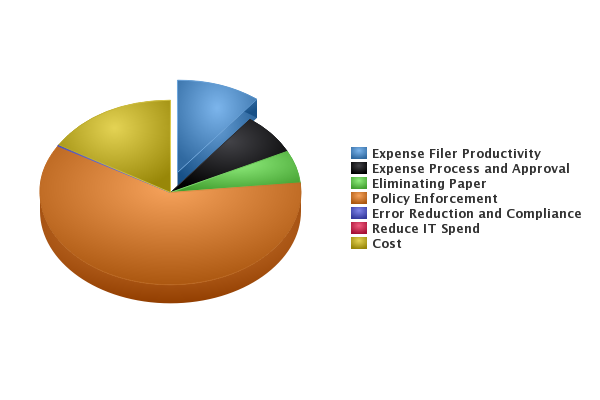 Expense Filer Productivity
Expense Process and Approval
Eliminating Paper
Policy Enforcement
Error Reduction and Compliance
Reduce IT Spend
Cost